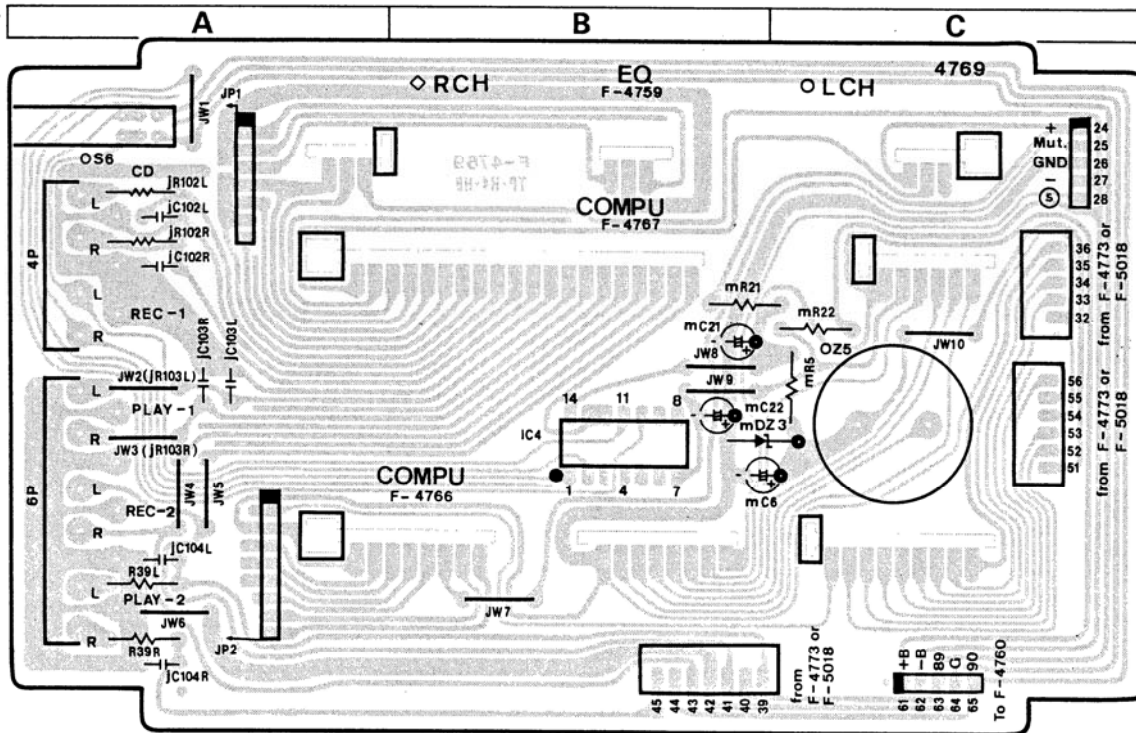 A B C
RCH EQ LCH 4769
F-4759
JW1 JP1
OS6
CD
jR102L
L
jC102L
jR102R
R
jC102R
4P
L
REC-1
R
jC103R
jC103L
JW2(jR103L)
L
PLAY-1
R
JW3(jR103R)
6P
L
JW4
JW5
REC-2
R
jC104L
R39L
L
PLAY-2
JW6
R
R39R
jC104R
JP2
F-4769
TP-R4-HB
COMPU
F-4767
mR21
mR22
mC21
OZ5
JW8
JW9
JW10
mR5
mC22
mDZ3
mC6
14 11 8
IC4
1 4 7
COMPU
F-4766
JW7
+ 24
Mut. 25
GND 26
- 27
S 28
36
35
34
33
32
from F-4773 or
F-5018
56
55
54
53
52
51
from F-4773 or
F-5018
45 44 43 42 41 40 39
from
F-4773 or
F-5018
61 +B
62 -B
63 89
64 G
65 90
To F-4760